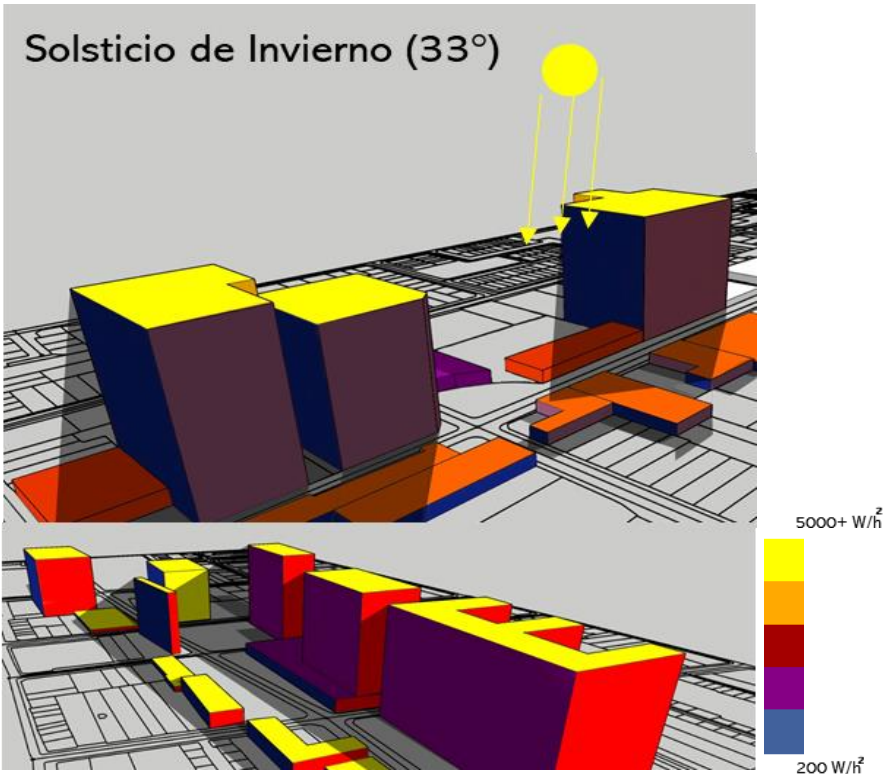 Solsticio de Invierno (33°)
5000+ W/h²
200 W/h²